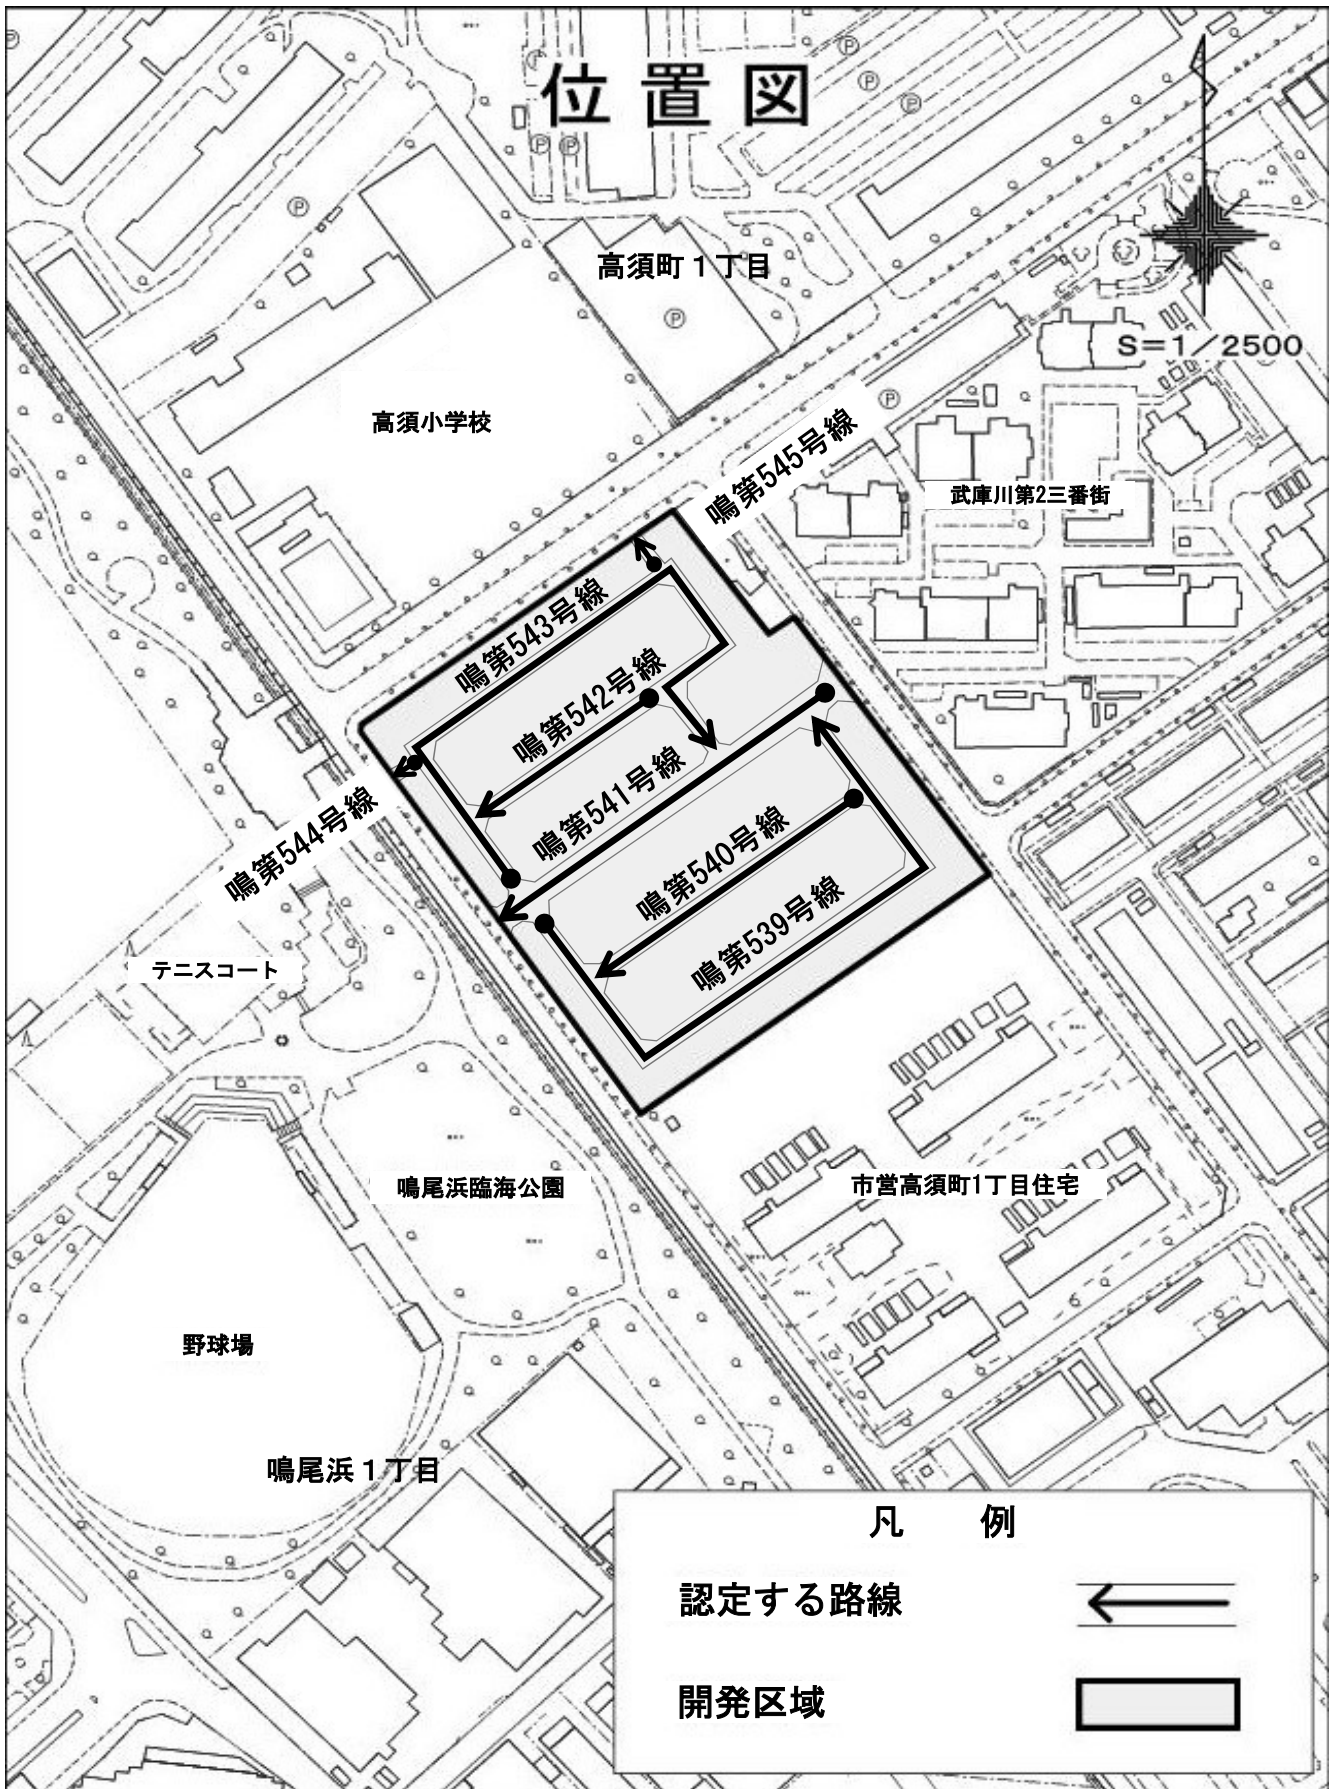 位置図
高須町１丁目
S=1／2500
高須小学校
鳴第545号線
武庫川第2三番街
鳴第543号線
鳴第542号線
鳴第541号線
鳴第544号線
鳴第540号線
鳴第539号線
テニスコート
鳴尾浜臨海公園
市営高須町1丁目住宅
野球場
鳴尾浜１丁目
凡　例
認定する路線
開発区域
Ⓟ
Ⓟ
Ⓟ
Ⓟ
Ⓟ
Ⓟ
Ⓟ
Ⓟ